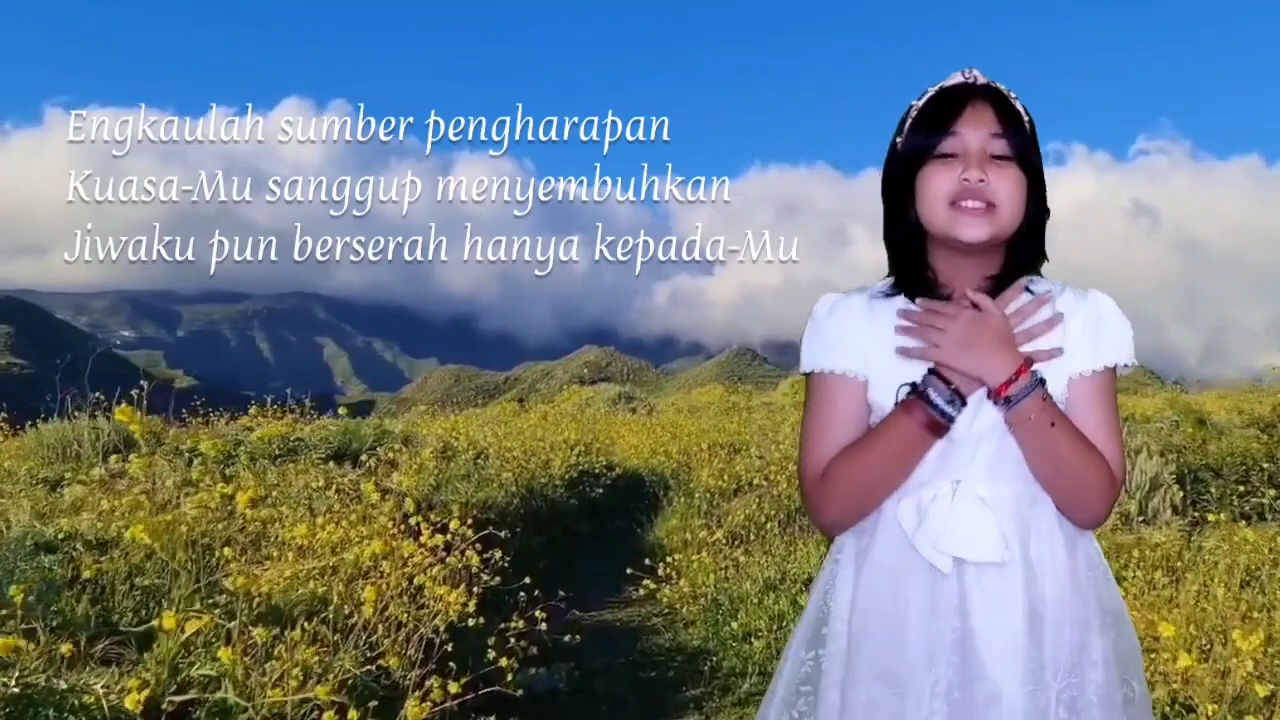 Engkaulah sumber pengharapan
Kuasa-Mu sanggup menyembuhkan
Jiwaku pun berserah hanya kepada-Mu